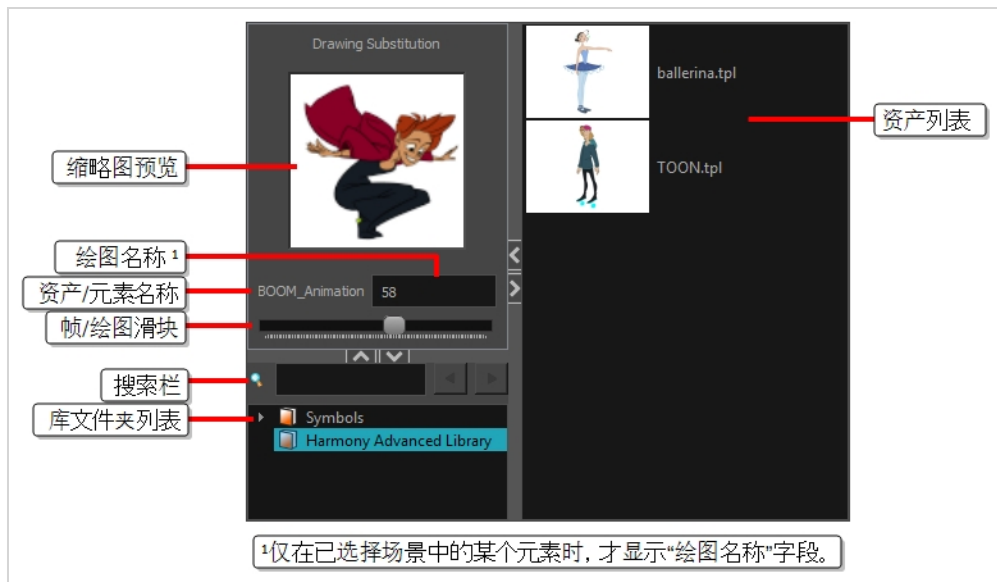 Drawing Substitution
ballerina.tpl
资产列表
缩略图预览
TOON.tpl
绘图名称 ¹
资产/元素名称
BOOM_Animation
58
帧/绘图滑块
搜索栏
库文件夹列表
Symbols
Harmony Advanced Library
¹仅在已选择场景中的某个元素时, 才显示“绘图名称”字段。